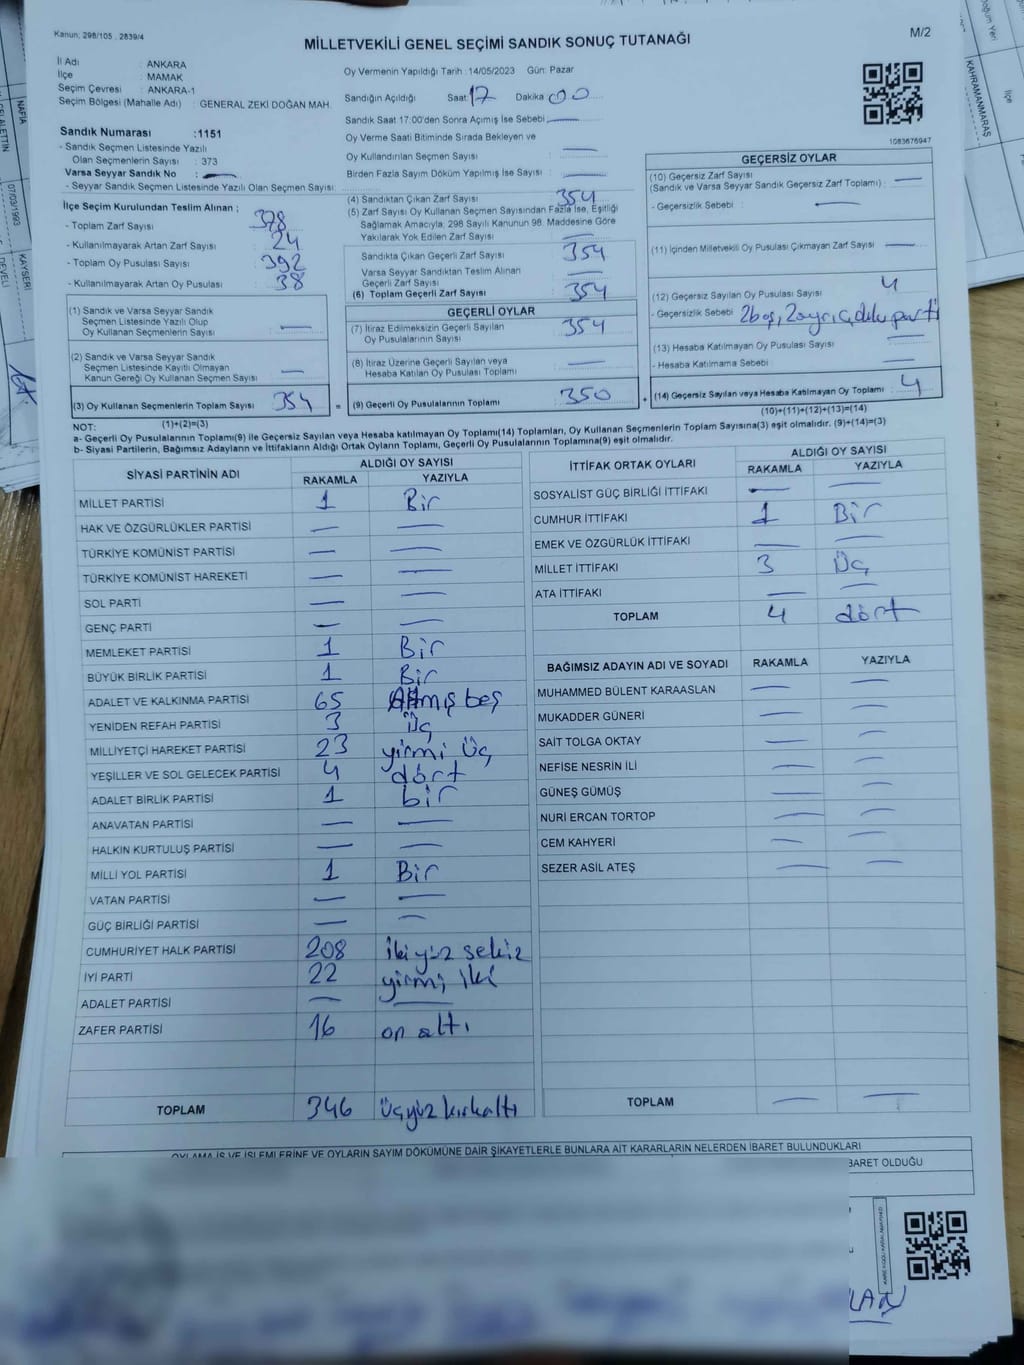 Kanun, 298/105 , 2839/4
M/2
MİLLETVEKİLİ GENEL SEÇİMİ SANDIK SONUÇ TUTANAĞI
İl Adı : ANKARA
İlçe : MAMAK
Seçim Çevresi : ANKARA-1
Seçim Bölgesi (Mahalle Adı) : GENERAL ZEKİ DOĞAN MAH.
Oy Vermenin Yapıldığı Tarih : 14/05/2023 Gün: Pazar
Sandığın Açıldığı Saat: 17 Dakika 00
Sandık Saat 17:00'den Sonra Açılmış İse Sebebi: —
Oy Verme Saati Bitiminde Sırada Bekleyen ve
Oy Kullandırılan Seçmen Sayısı : —
Birden Fazla Sayım Döküm Yapılmış İse Sayısı : —
Sandık Numarası :1151
- Sandık Seçmen Listesinde Yazılı
Olan Seçmenlerin Sayısı : 373
Varsa Seyyar Sandık No : —
- Seyyar Sandık Seçmen Listesinde Yazılı Olan Seçmen Sayısı:
İlçe Seçim Kurulundan Teslim Alınan ;
- Toplam Zarf Sayısı : 378
- Kullanılmayarak Artan Zarf Sayısı : 24
- Toplam Oy Pusulası Sayısı : 392
- Kullanılmayarak Artan Oy Pusulası : 38
(1) Sandık ve Varsa Seyyar Sandık
Seçmen Listesinde Yazılı Olup
Oy Kullanan Seçmenlerin Sayısı : —
(2) Sandık ve Varsa Seyyar Sandık
Seçmen Listesinde Kayıtlı Olmayan
Kanun Gereği Oy Kullanan Seçmen Sayısı : —
(3) Oy Kullanan Seçmenlerin Toplam Sayısı : 354
(1)+(2)=(3)
(4) Sandıktan Çıkan Zarf Sayısı : 354
(5) Zarf Sayısı Oy Kullanan Seçmen Sayısından Fazla İse, Eşitliği
Sağlamak Amacıyla, 298 Sayılı Kanunun 98. Maddesine Göre
Yakılarak Yok Edilen Zarf Sayısı : —
Sandıkta Çıkan Geçerli Zarf Sayısı : 354
Varsa Seyyar Sandıktan Teslim Alınan
Geçerli Zarf Sayısı : —
(6) Toplam Geçerli Zarf Sayısı : 354
GEÇERLİ OYLAR
(7) İtiraz Edilmeksizin Geçerli Sayılan
Oy Pusulalarının Sayısı : 354
(8) İtiraz Üzerine Geçerli Sayılan veya
Hesaba Katılan Oy Pusulası Toplamı : —
= (9) Geçerli Oy Pusulalarının Toplamı : 350
1083676947
GEÇERSİZ OYLAR
(10) Geçersiz Zarf Sayısı
(Sandık ve Varsa Seyyar Sandık Geçersiz Zarf Toplamı) : —
- Geçersizlik Sebebi : —
(11) İçinden Milletvekili Oy Pusulası Çıkmayan Zarf Sayısı : —
(12) Geçersiz Sayılan Oy Pusulası Sayısı : 4
- Geçersizlik Sebebi : 2boş, 2ayrı
(13) Hesaba Katılmayan Oy Pusulası Sayısı : —
- Hesaba Katılmama Sebebi : —
+ (14) Geçersiz Sayılan veya Hesaba Katılmayan Oy Toplamı : 4
(10)+(11)+(12)+(13)=(14)
NOT:
a- Geçerli Oy Pusulalarının Toplamı(9) ile Geçersiz Sayılan veya Hesaba katılmayan Oy Toplamı(14) Toplamları, Oy Kullanan Seçmenlerin Toplam Sayısına(3) eşit olmalıdır. (9)+(14)=(3)
b- Siyasi Partilerin, Bağımsız Adayların ve İttifakların Aldığı Ortak Oyların Toplamı, Geçerli Oy Pusulalarının Toplamına(9) eşit olmalıdır.
SİYASİ PARTİNİN ADI ALDIĞI OY SAYISI
RAKAMLA YAZIYLA
MİLLET PARTİSİ 1 Bir
HAK VE ÖZGÜRLÜKLER PARTİSİ — —
TÜRKİYE KOMÜNİST PARTİSİ — —
TÜRKİYE KOMÜNİST HAREKETİ — —
SOL PARTİ — —
GENÇ PARTİ — —
MEMLEKET PARTİSİ 1 Bir
BÜYÜK BİRLİK PARTİSİ 1 Bir
ADALET VE KALKINMA PARTİSİ 65 Altmış beş
YENİDEN REFAH PARTİSİ 3 üç
MİLLİYETÇİ HAREKET PARTİSİ 23 yirmi üç
YEŞİLLER VE SOL GELECEK PARTİSİ 4 dört
ADALET BİRLİK PARTİSİ 1 bir
ANAVATAN PARTİSİ — —
HALKIN KURTULUŞ PARTİSİ — —
MİLLİ YOL PARTİSİ 1 Bir
VATAN PARTİSİ — —
GÜÇ BİRLİĞİ PARTİSİ — —
CUMHURİYET HALK PARTİSİ 208 ikiyüz sekiz
İYİ PARTİ 22 yirmi iki
ADALET PARTİSİ — —
ZAFER PARTİSİ 16 on altı
TOPLAM 346 üçyüz kırkaltı
İTTİFAK ORTAK OYLARI ALDIĞI OY SAYISI
RAKAMLA YAZIYLA
SOSYALİST GÜÇ BİRLİĞİ İTTİFAKI — —
CUMHUR İTTİFAKI 1 Bir
EMEK VE ÖZGÜRLÜK İTTİFAKI — —
MİLLET İTTİFAKI 3 Üç
ATA İTTİFAKI — —
TOPLAM 4 dört
BAĞIMSIZ ADAYIN ADI VE SOYADI RAKAMLA YAZIYLA
MUHAMMED BÜLENT KARAASLAN — —
MUKADDER GÜNERİ — —
SAİT TOLGA OKTAY — —
NEFİSE NESRİN İLİ — —
GÜNEŞ GÜMÜŞ — —
NURİ ERCAN TORTOP — —
CEM KAHYERİ — —
SEZER ASİL ATEŞ — —
TOPLAM — —
OYLAMA İŞ VE İŞLEMLERİNE VE OYLARIN SAYIM DÖKÜMÜNE DAİR ŞİKAYETLERLE BUNLARA AİT KARARLARIN NELERDEN İBARET BULUNDUKLARI
BARET OLDUĞU
NAFİA
CELALETTİN
07/03/1993
KAYSERİ
DEVELİ
Doğum Yeri
İlçe
KAHRAMANMARAŞ